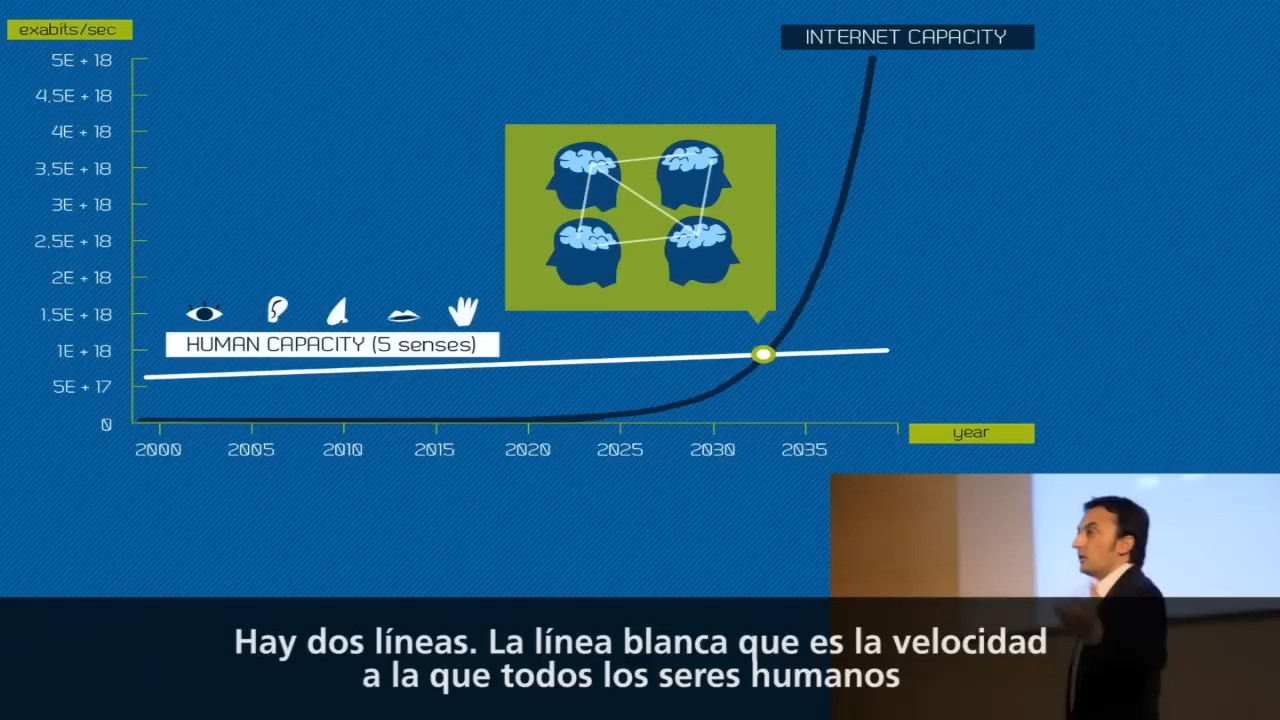 exabits/sec
INTERNET CAPACITY
5E + 18
4.5E + 18
4E + 18
3.5E + 18
3E + 18
2.5E + 18
2E + 18
1.5E + 18
HUMAN CAPACITY (5 senses)
1E + 18
5E + 17
0
year
2000 2005 2010 2015 2020 2025 2030 2035
Hay dos líneas. La línea blanca que es la velocidad
a la que todos los seres humanos